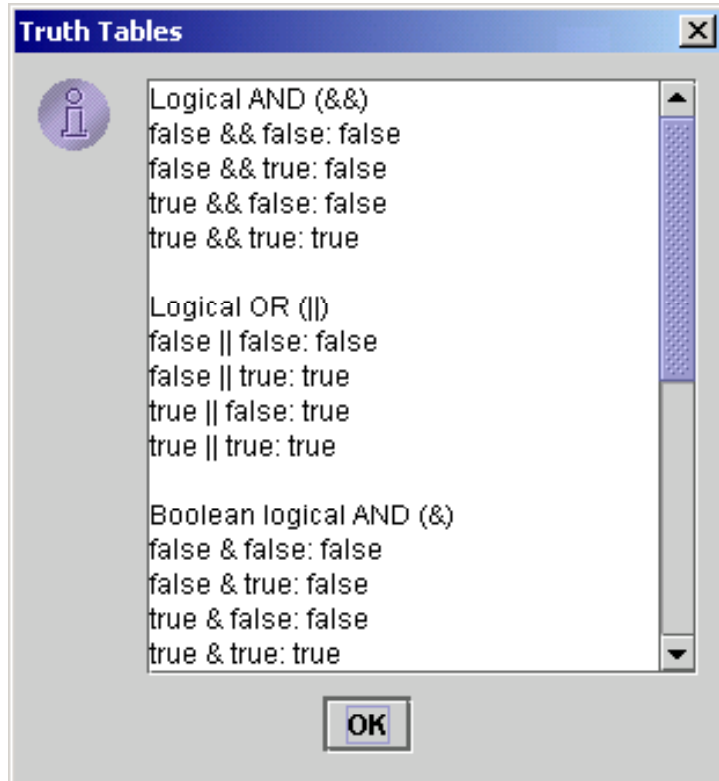 Truth Tables
Logical AND (&&)
false && false: false
false && true: false
true && false: false
true && true: true
Logical OR (||)
false || false: false
false || true: true
true || false: true
true || true: true
Boolean logical AND (&)
false & false: false
false & true: false
true & false: false
true & true: true
OK